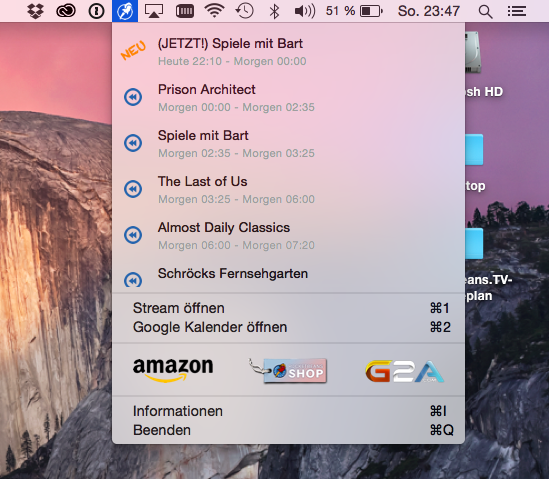 51 %
So. 23:47
NEU
(JETZT!) Spiele mit Bart
Heute 22:10 - Morgen 00:00
Prison Architect
Morgen 00:00 - Morgen 02:35
Spiele mit Bart
Morgen 02:35 - Morgen 03:25
The Last of Us
Morgen 03:25 - Morgen 06:00
Almost Daily Classics
Morgen 06:00 - Morgen 07:20
Schröcks Fernsehgarten
osh HD
top
eans.TV-
eplan
Stream öffnen ⌘1
Google Kalender öffnen ⌘2
amazon
SHOP
G2A
Informationen ⌘I
Beenden ⌘Q